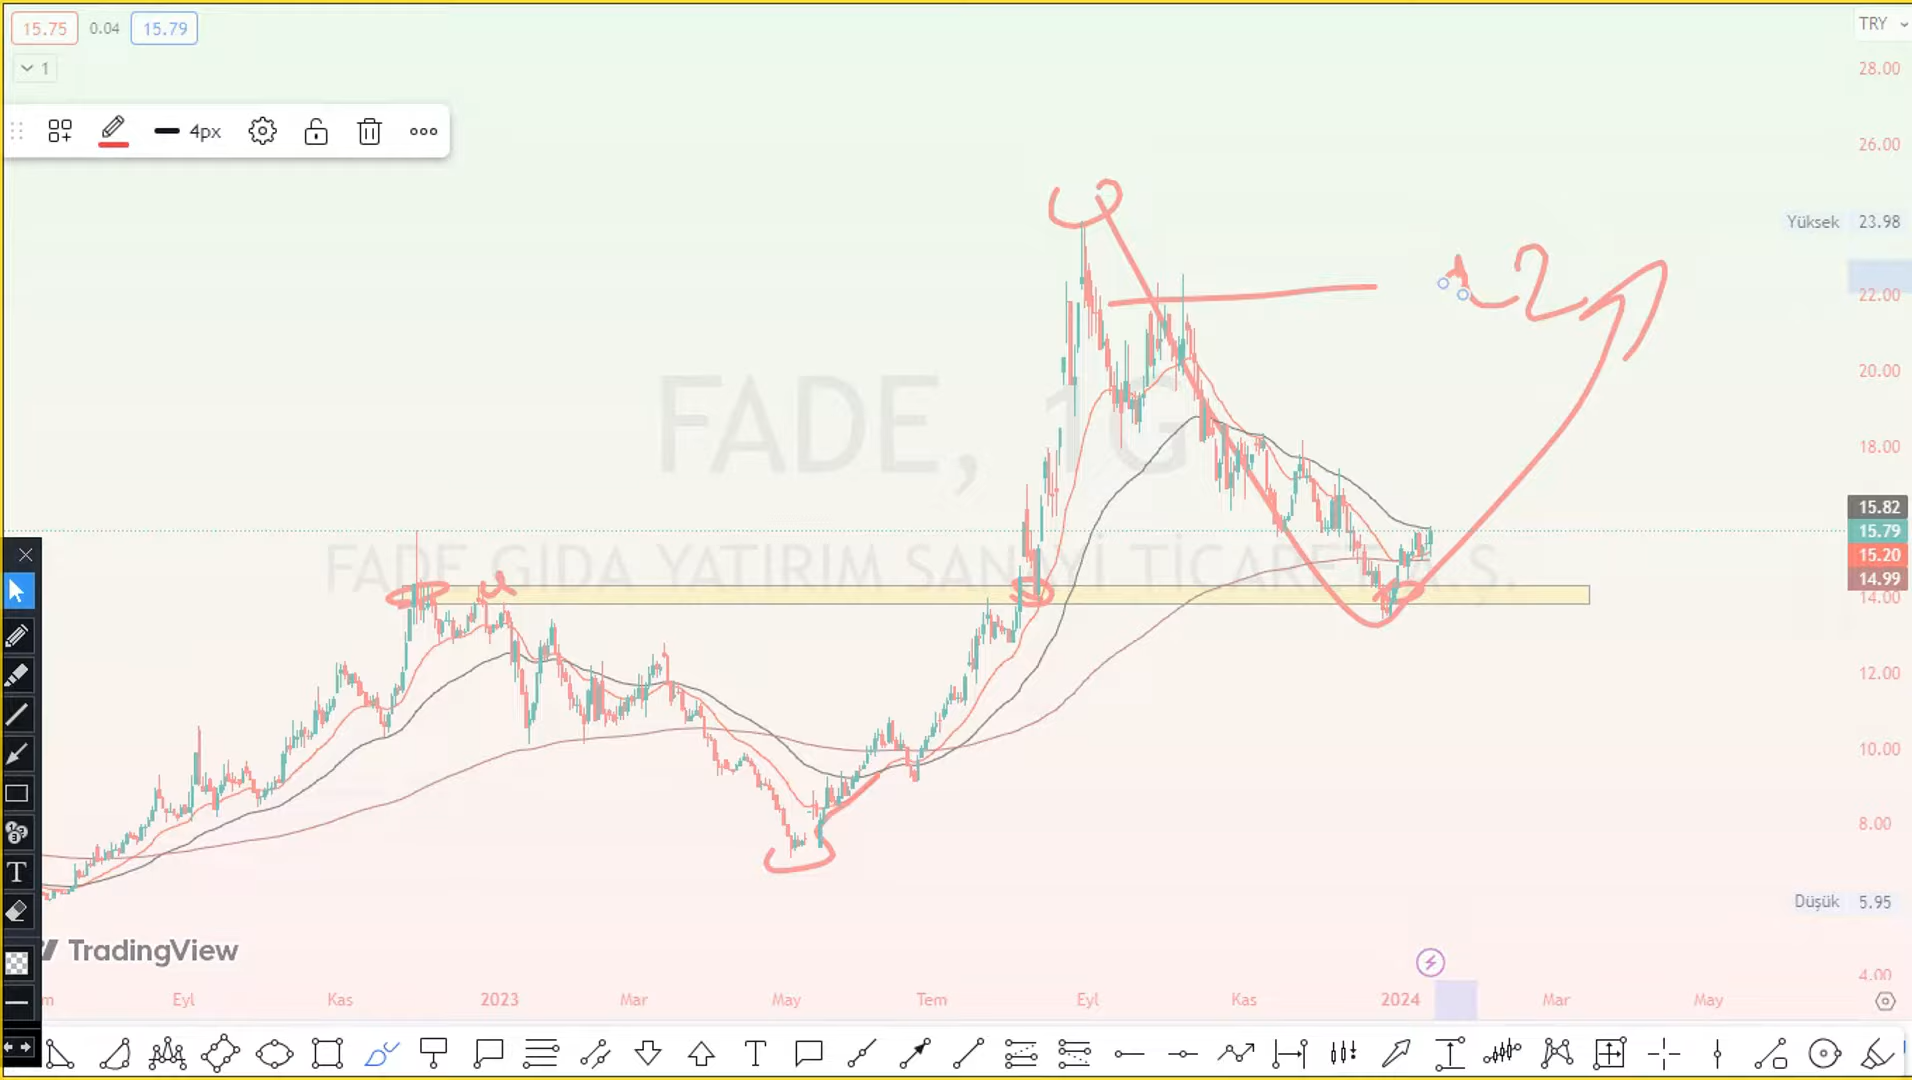 15.75 0.04 15.79
TRY
1
28.00
4px
26.00
Yüksek 23.98
22.00
20.00
FADE, 1G
18.00
15.82
15.79
FADE GIDA YATIRIM SANAYİ TİCARET A.Ş.
15.20
14.99
14.00
12.00
10.00
8.00
Düşük 5.95
TradingView
4.00
Eyl Kas 2023 Mar May Tem Eyl Kas 2024 Mar May
T
T